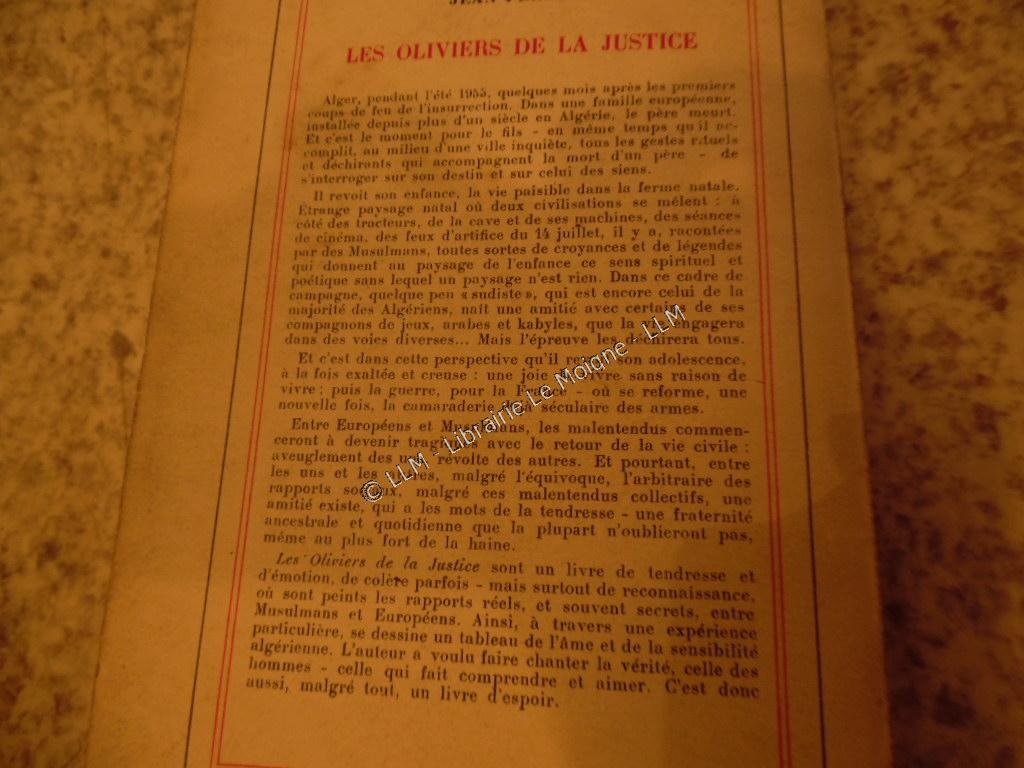 JEAN
LES OLIVIERS DE LA JUSTICE
Alger, pendant l'été 1955, quelques mois après les premiers
coups de feu de l'insurrection. Dans une famille européenne,
installée depuis plus d'un siècle en Algérie, le père meurt.
Et c'est le moment pour le fils - en même temps qu'il ac-
complit, au milieu d'une ville inquiète, tous les gestes rituels
et déchirants qui accompagnent la mort d'un père - de
s'interroger sur son destin et sur celui des siens.
Il revoit son enfance, la vie paisible dans la ferme natale.
Étrange paysage natal où deux civilisations se mêlent : à
côté des tracteurs, de la cave et de ses machines, des séances
de cinéma, des feux d'artifice du 14 juillet, il y a, racontées
par des Musulmans, toutes sortes de croyances et de légendes
qui donnent au paysage de l'enfance ce sens spirituel et
poétique sans lequel un paysage n'est rien. Dans ce cadre de
campagne, quelque peu « sudiste », qui est encore celui de la
majorité des Algériens, naît une amitié avec certains de ses
compagnons de jeux, arabes et kabyles, que la vie engagera
dans des voies diverses... Mais l'épreuve les déchirera tous.
Et c'est dans cette perspective qu'il revoit son adolescence,
à la fois exaltée et creuse : une joie de vivre sans raison de
vivre ; puis la guerre, pour la France - où se reforme, une
nouvelle fois, la camaraderie déjà séculaire des armes.
Entre Européens et Musulmans, les malentendus commen-
ceront à devenir tragiques avec le retour de la vie civile :
aveuglement des uns, révolte des autres. Et pourtant, entre
les uns et les autres, malgré l'équivoque, l'arbitraire des
rapports sociaux, malgré ces malentendus collectifs, une
amitié existe, qui a les mots de la tendresse - une fraternité
ancestrale et quotidienne que la plupart n'oublieront pas,
même au plus fort de la haine.
Les Oliviers de la Justice sont un livre de tendresse et
d'émotion, de colère parfois - mais surtout de reconnaissance,
où sont peints les rapports réels, et souvent secrets, entre
Musulmans et Européens. Ainsi, à travers une expérience
particulière, se dessine un tableau de l'Âme et de la sensibilité
algérienne. L'auteur a voulu faire chanter la vérité, celle des
hommes - celle qui fait comprendre et aimer. C'est donc
aussi, malgré tout, un livre d'espoir.
© LLM - Librairie Le Moigne - LLM